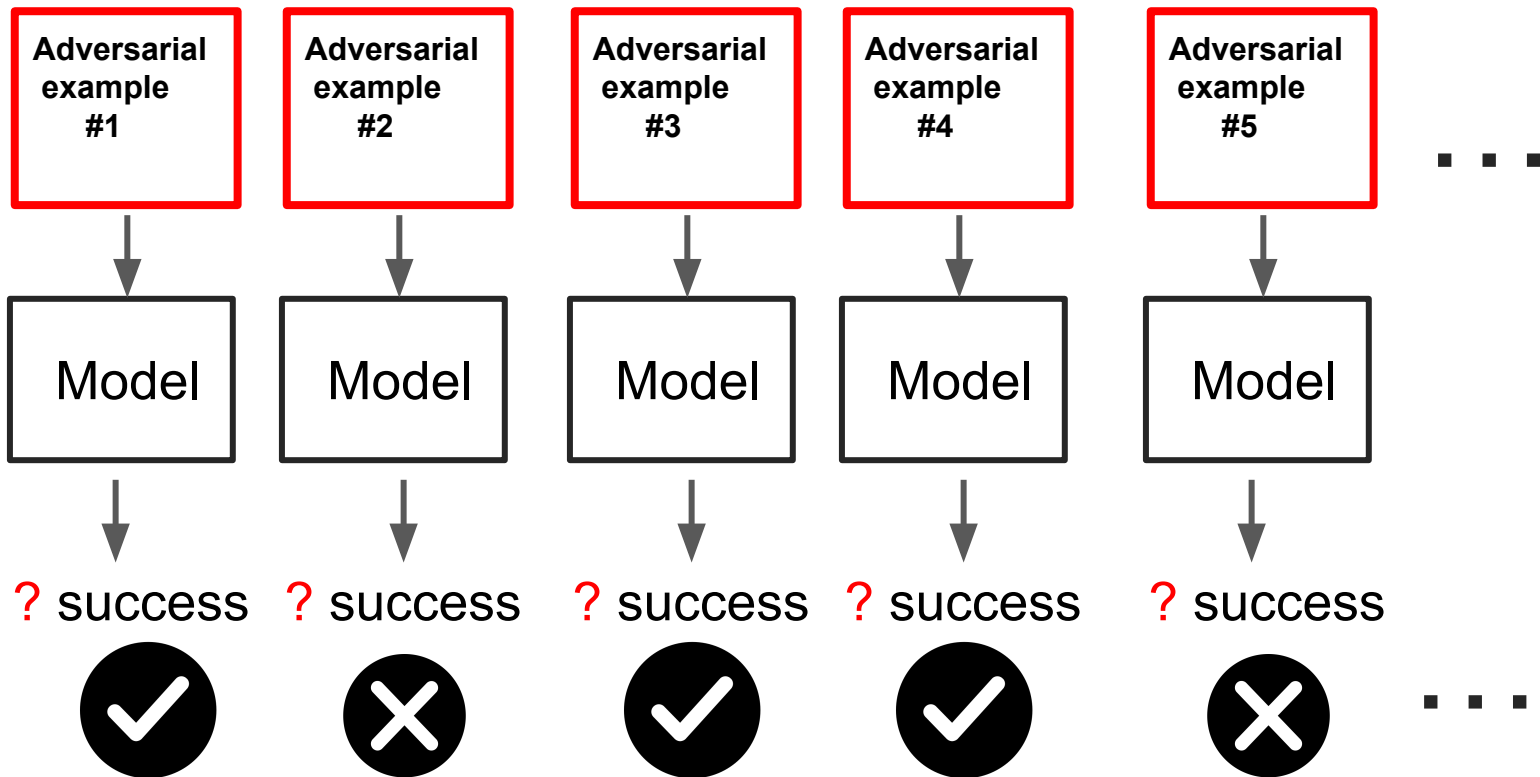 Adversarial
example
#1
Adversarial
example
#2
Adversarial
example
#3
Adversarial
example
#4
Adversarial
example
#5
. . .
Model
Model
Model
Model
Model
? success
? success
? success
? success
? success
. . .